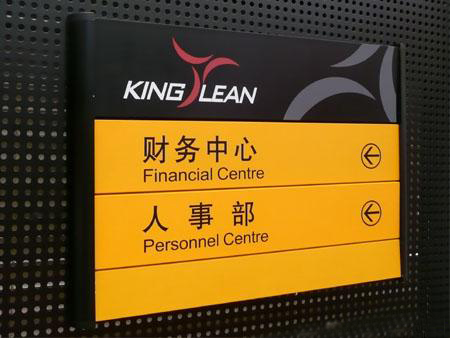 KING LEAN
财务中心
Financial Centre
人事部
Personnel Centre